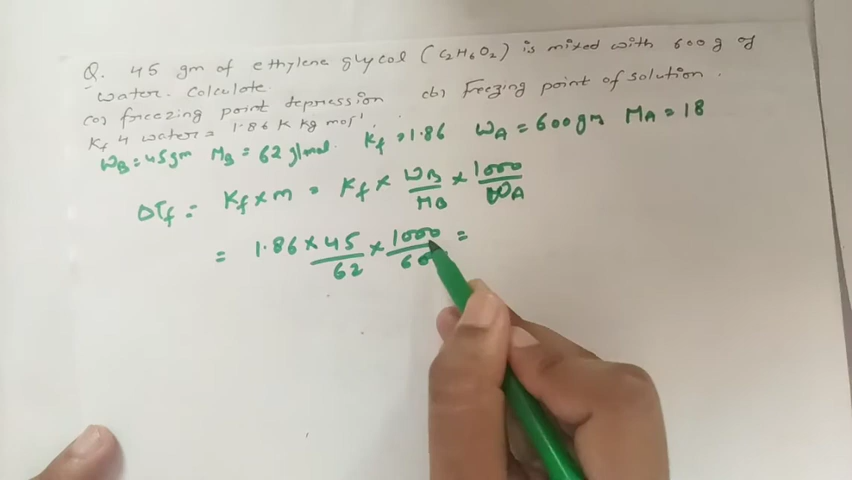 Q. 45 gm of ethylene glycol (C2H6O2) is mixed with 600 g of
water. Calculate
(a) freezing point depression (b) Freezing point of solution.
Kf 4 water = 1.86 K kg mol⁻¹.
WB = 45gm MB = 62 g/mol. Kf = 1.86 WA = 600 gm MA = 18
ΔTf = Kf × m = Kf × WB/MB × 1000/WA
= 1.86 × 45/62 × 1000/60 =